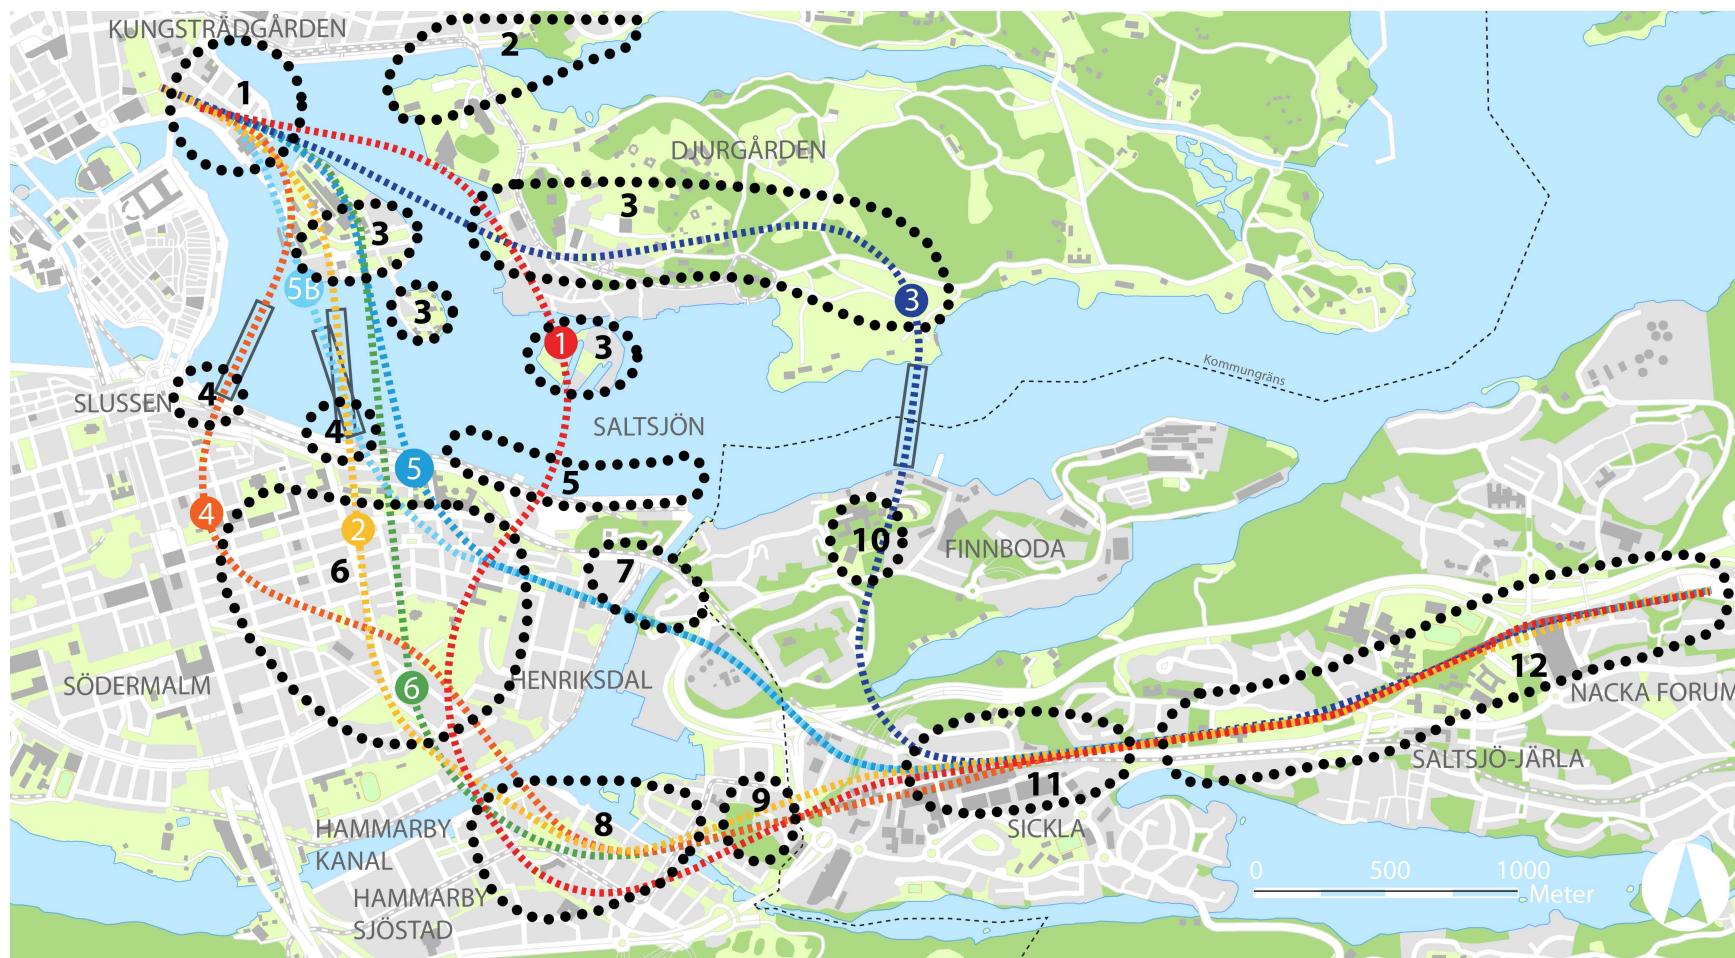 KUNGSTRÄDGÅRDEN
2
1
DJURGÅRDEN
3
3
5B
3
3
1
3
Kommungräns
4
SLUSSEN
4
SALTSJÖN
5
5
4
2
6
7
10
FINNBODA
6
HENRIKSDAL
SÖDERMALM
12
NACKA FORUM
SALTSJÖ-JÄRLA
11
9
8
SICKLA
HAMMARBY
KANAL
HAMMARBY
SJÖSTAD
0 500 1000
Meter